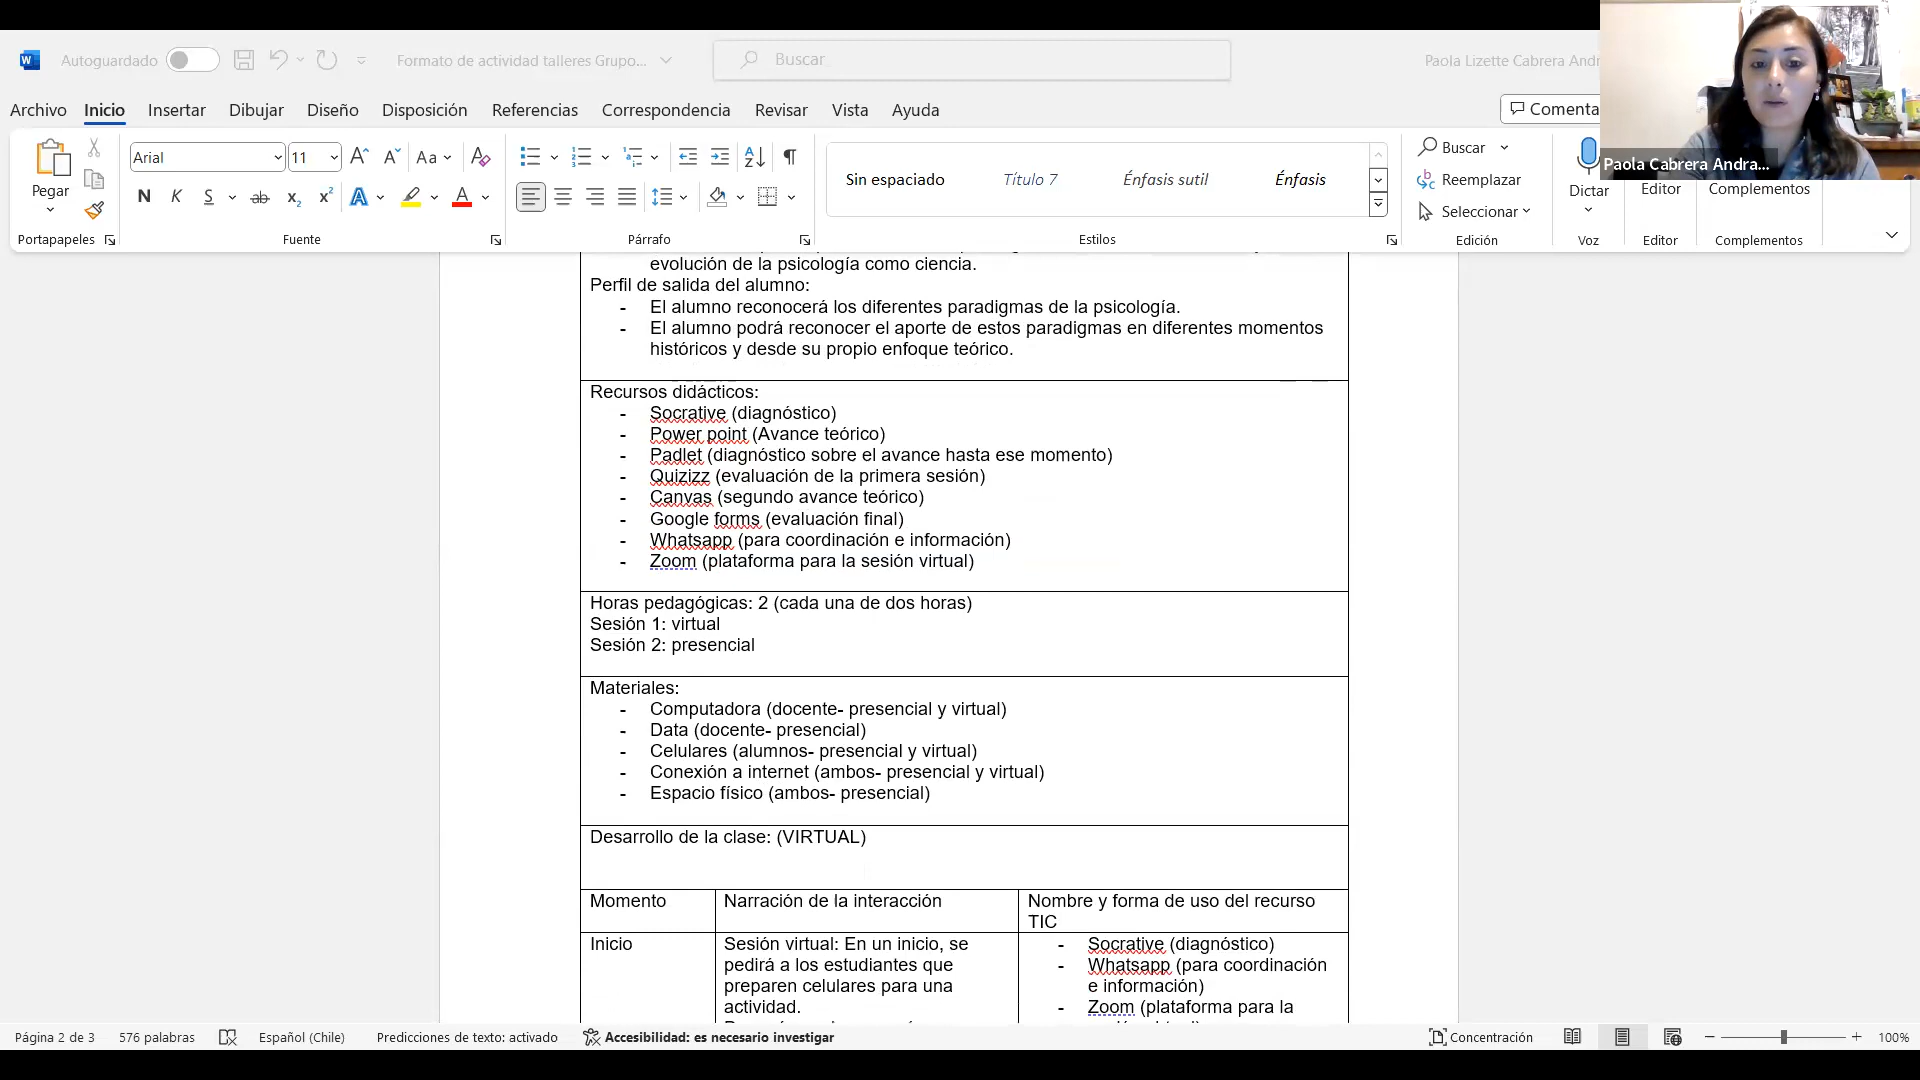 Autoguardado
Formato de actividad talleres Grupo...
Buscar
Paola Lizette Cabrera Andr
Archivo Inicio Insertar Dibujar Diseño Disposición Referencias Correspondencia Revisar Vista Ayuda
Comenta
Paola Cabrera Andra...
Pegar
Portapapeles
Arial 11
Aa
N K S ab x₂ x² A A
Fuente
Párrafo
Sin espaciado Título 7 Énfasis sutil Énfasis
Estilos
Buscar
Reemplazar
Seleccionar
Edición
Dictar
Voz
Editor
Editor
Complementos
Complementos
evolución de la psicología como ciencia.
Perfil de salida del alumno:
- El alumno reconocerá los diferentes paradigmas de la psicología.
- El alumno podrá reconocer el aporte de estos paradigmas en diferentes momentos
históricos y desde su propio enfoque teórico.
Recursos didácticos:
- Socrative (diagnóstico)
- Power point (Avance teórico)
- Padlet (diagnóstico sobre el avance hasta ese momento)
- Quizizz (evaluación de la primera sesión)
- Canvas (segundo avance teórico)
- Google forms (evaluación final)
- Whatsapp (para coordinación e información)
- Zoom (plataforma para la sesión virtual)
Horas pedagógicas: 2 (cada una de dos horas)
Sesión 1: virtual
Sesión 2: presencial
Materiales:
- Computadora (docente- presencial y virtual)
- Data (docente- presencial)
- Celulares (alumnos- presencial y virtual)
- Conexión a internet (ambos- presencial y virtual)
- Espacio físico (ambos- presencial)
Desarrollo de la clase: (VIRTUAL)
Momento
Narración de la interacción
Nombre y forma de uso del recurso
TIC
Inicio
Sesión virtual: En un inicio, se
pedirá a los estudiantes que
preparen celulares para una
actividad.
- Socrative (diagnóstico)
- Whatsapp (para coordinación
e información)
- Zoom (plataforma para la
Página 2 de 3 576 palabras Español (Chile) Predicciones de texto: activado Accesibilidad: es necesario investigar
Concentración
100%